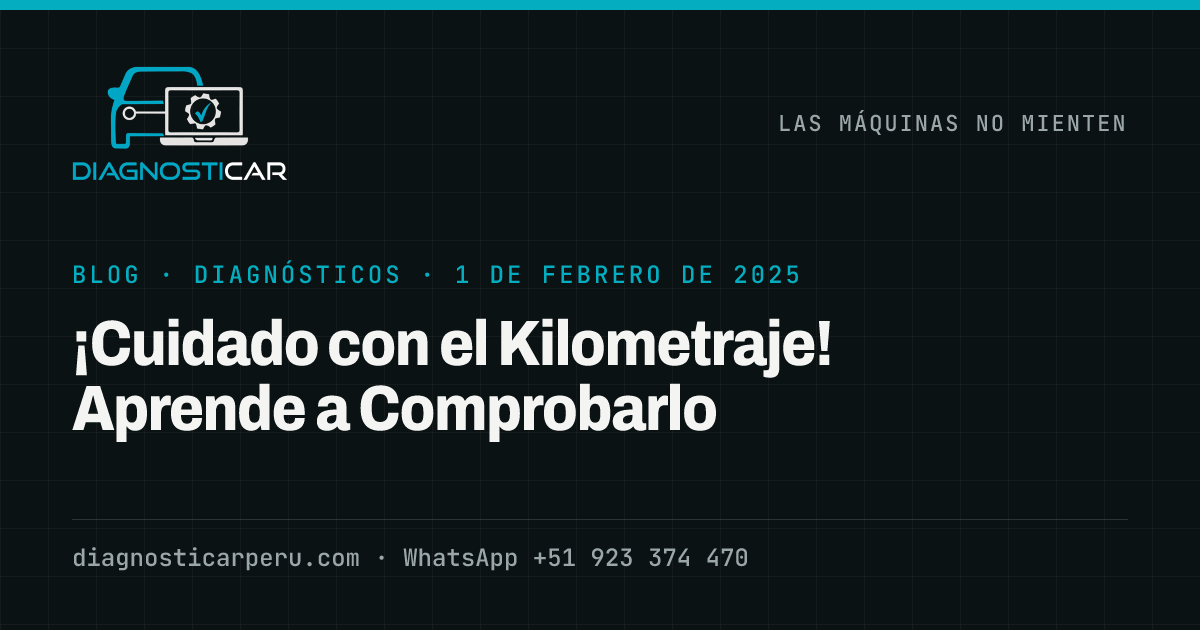 DIAGNOSTICAR
LAS MÁQUINAS NO MIENTEN
BLOG · DIAGNÓSTICOS · 1 DE FEBRERO DE 2025
¡Cuidado con el Kilometraje!
Aprende a Comprobarlo
diagnosticarperu.com · WhatsApp +51 923 374 470